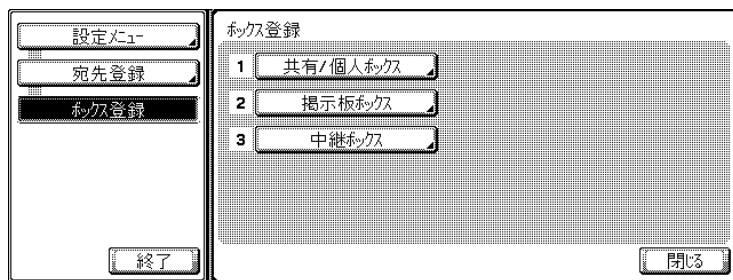 設定メニュー
宛先登録
ボックス登録
終了
ボックス登録
1 共有/個人ボックス
2 掲示板ボックス
3 中継ボックス
閉じる